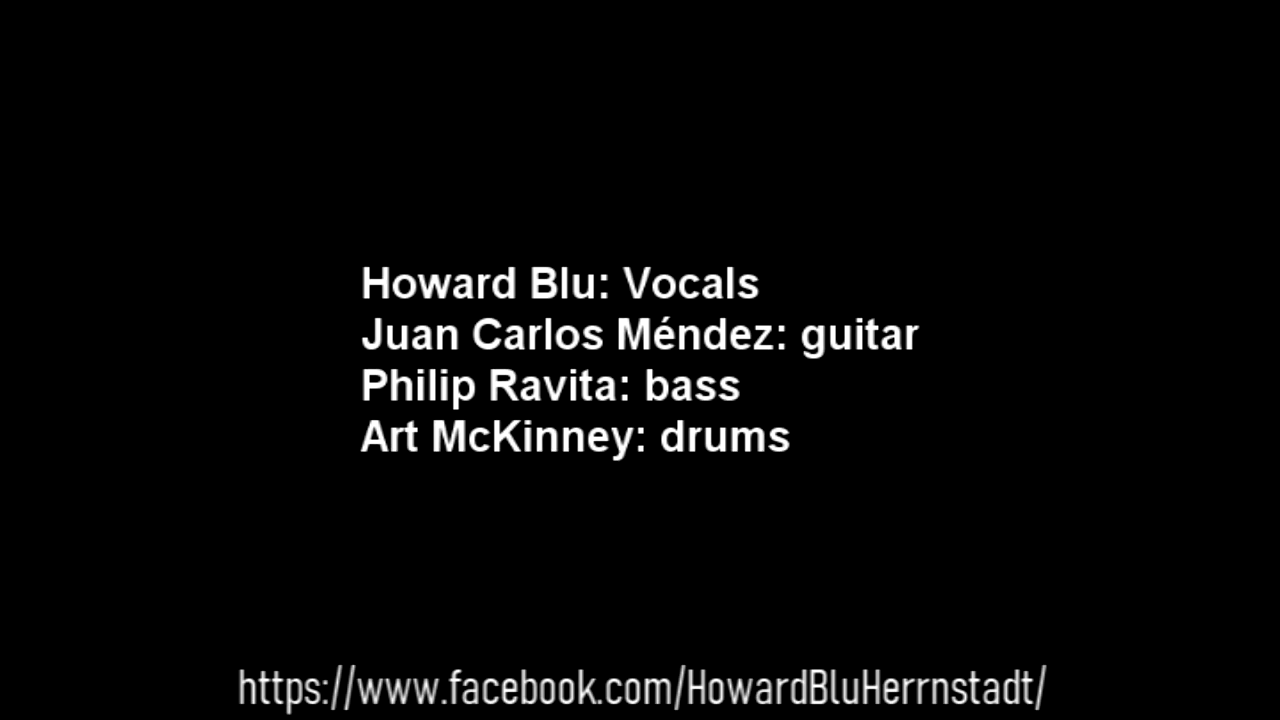 Howard Blu: Vocals
Juan Carlos Méndez: guitar
Philip Ravita: bass
Art McKinney: drums
https://www.facebook.com/HowardBluHerrnstadt/